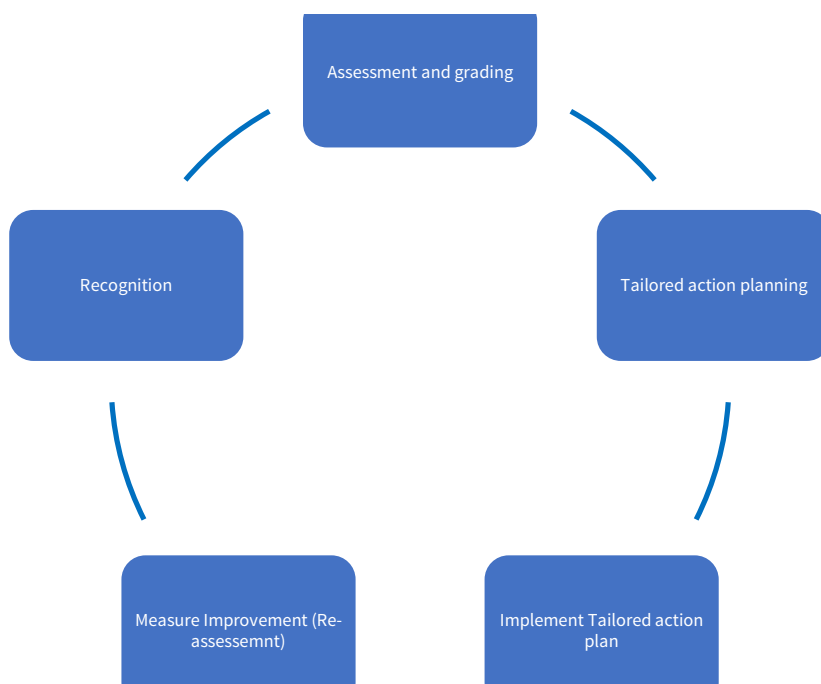 Assessment and grading
Tailored action planning
Implement Tailored action
plan
Measure Improvement (Re-
assessemnt)
Recognition